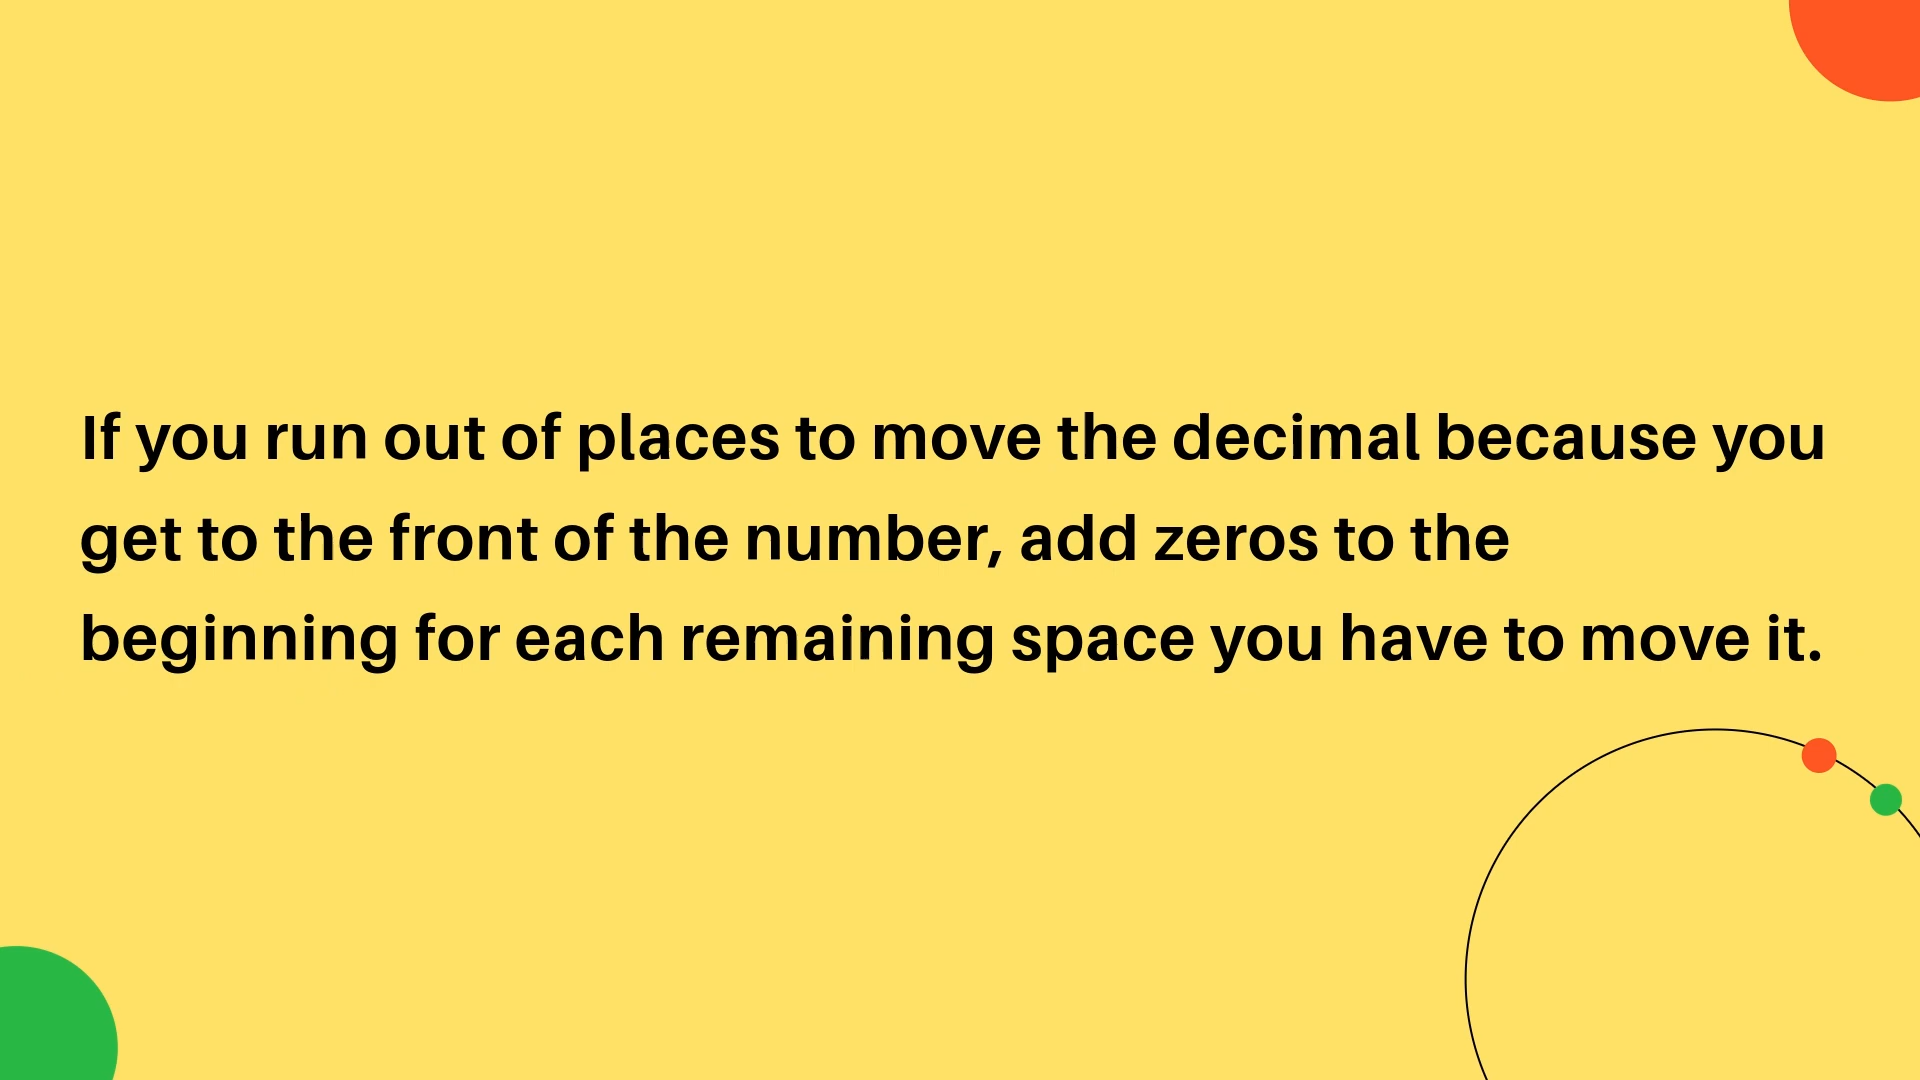 If you run out of places to move the decimal because you
get to the front of the number, add zeros to the
beginning for each remaining space you have to move it.